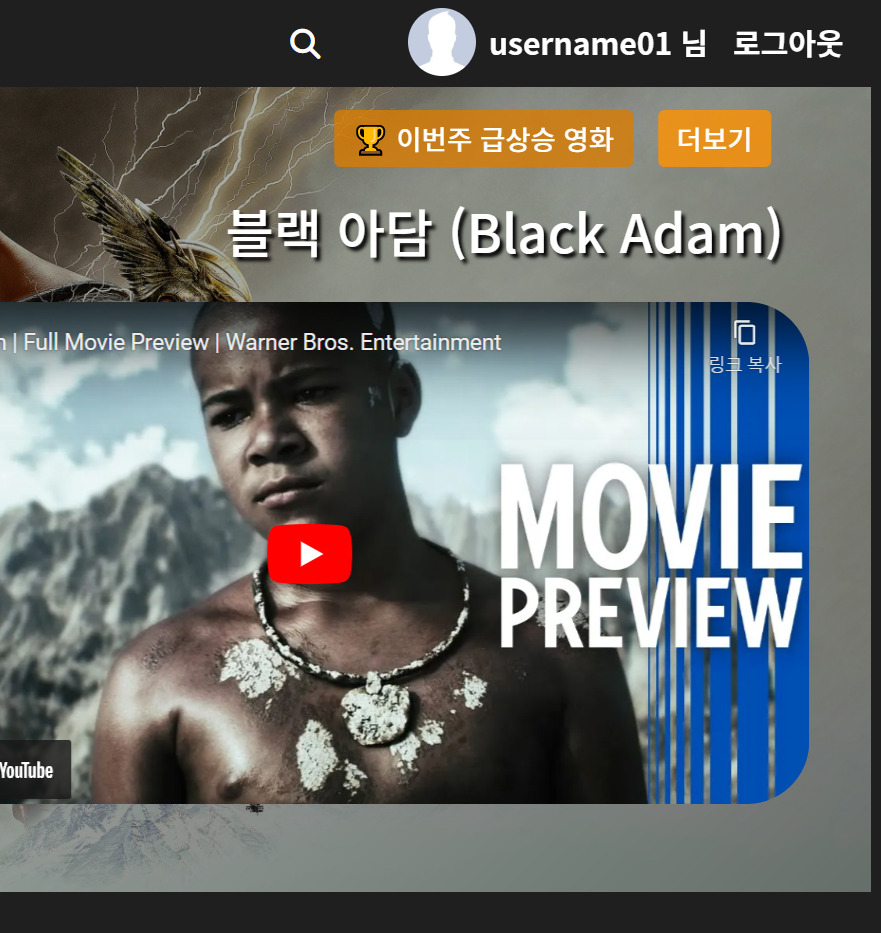 username01 님 로그아웃
이번주 급상승 영화 더보기
블랙 아담 (Black Adam)
| Full Movie Preview | Warner Bros. Entertainment
링크 복사
MOVIE
PREVIEW
YouTube